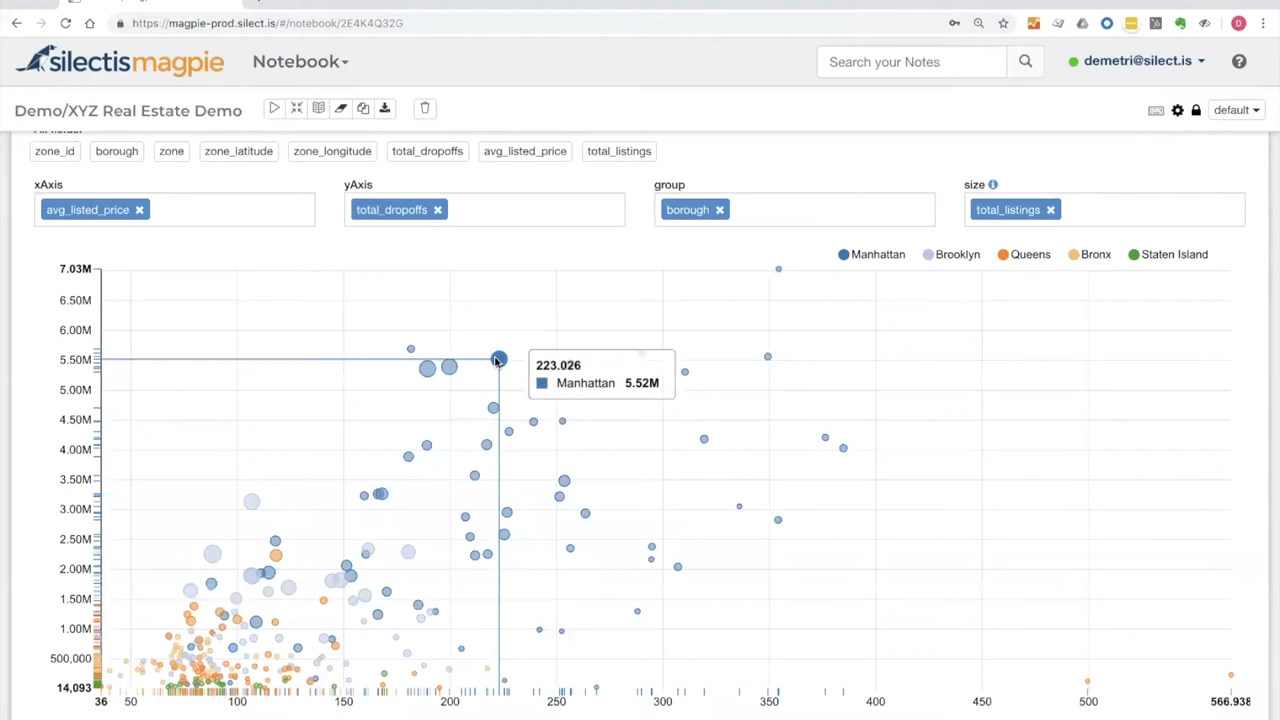 https://magpie-prod.silect.is/#/notebook/2E4K4Q32G
silectismagpie
Notebook
Search your Notes
demetri@silect.is
Demo/XYZ Real Estate Demo
default
zone_id borough zone zone_latitude zone_longitude total_dropoffs avg_listed_price total_listings
xAxis yAxis group size
avg_listed_price total_dropoffs borough total_listings
Manhattan Brooklyn Queens Bronx Staten Island
7.03M
6.50M
6.00M
5.50M
223.026
Manhattan 5.52M
5.00M
4.50M
4.00M
3.50M
3.00M
2.50M
2.00M
1.50M
1.00M
500,000
14,093
36 50 100 150 200 250 300 350 400 450 500 566.938